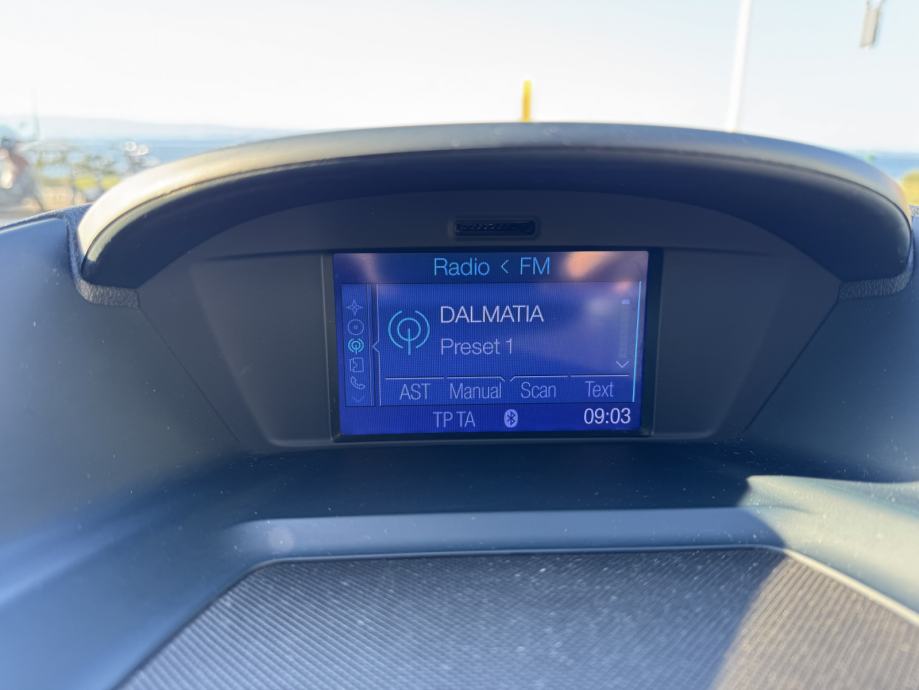 Radio < FM
DALMATIA
Preset 1
AST Manual Scan Text
TP TA 09:03